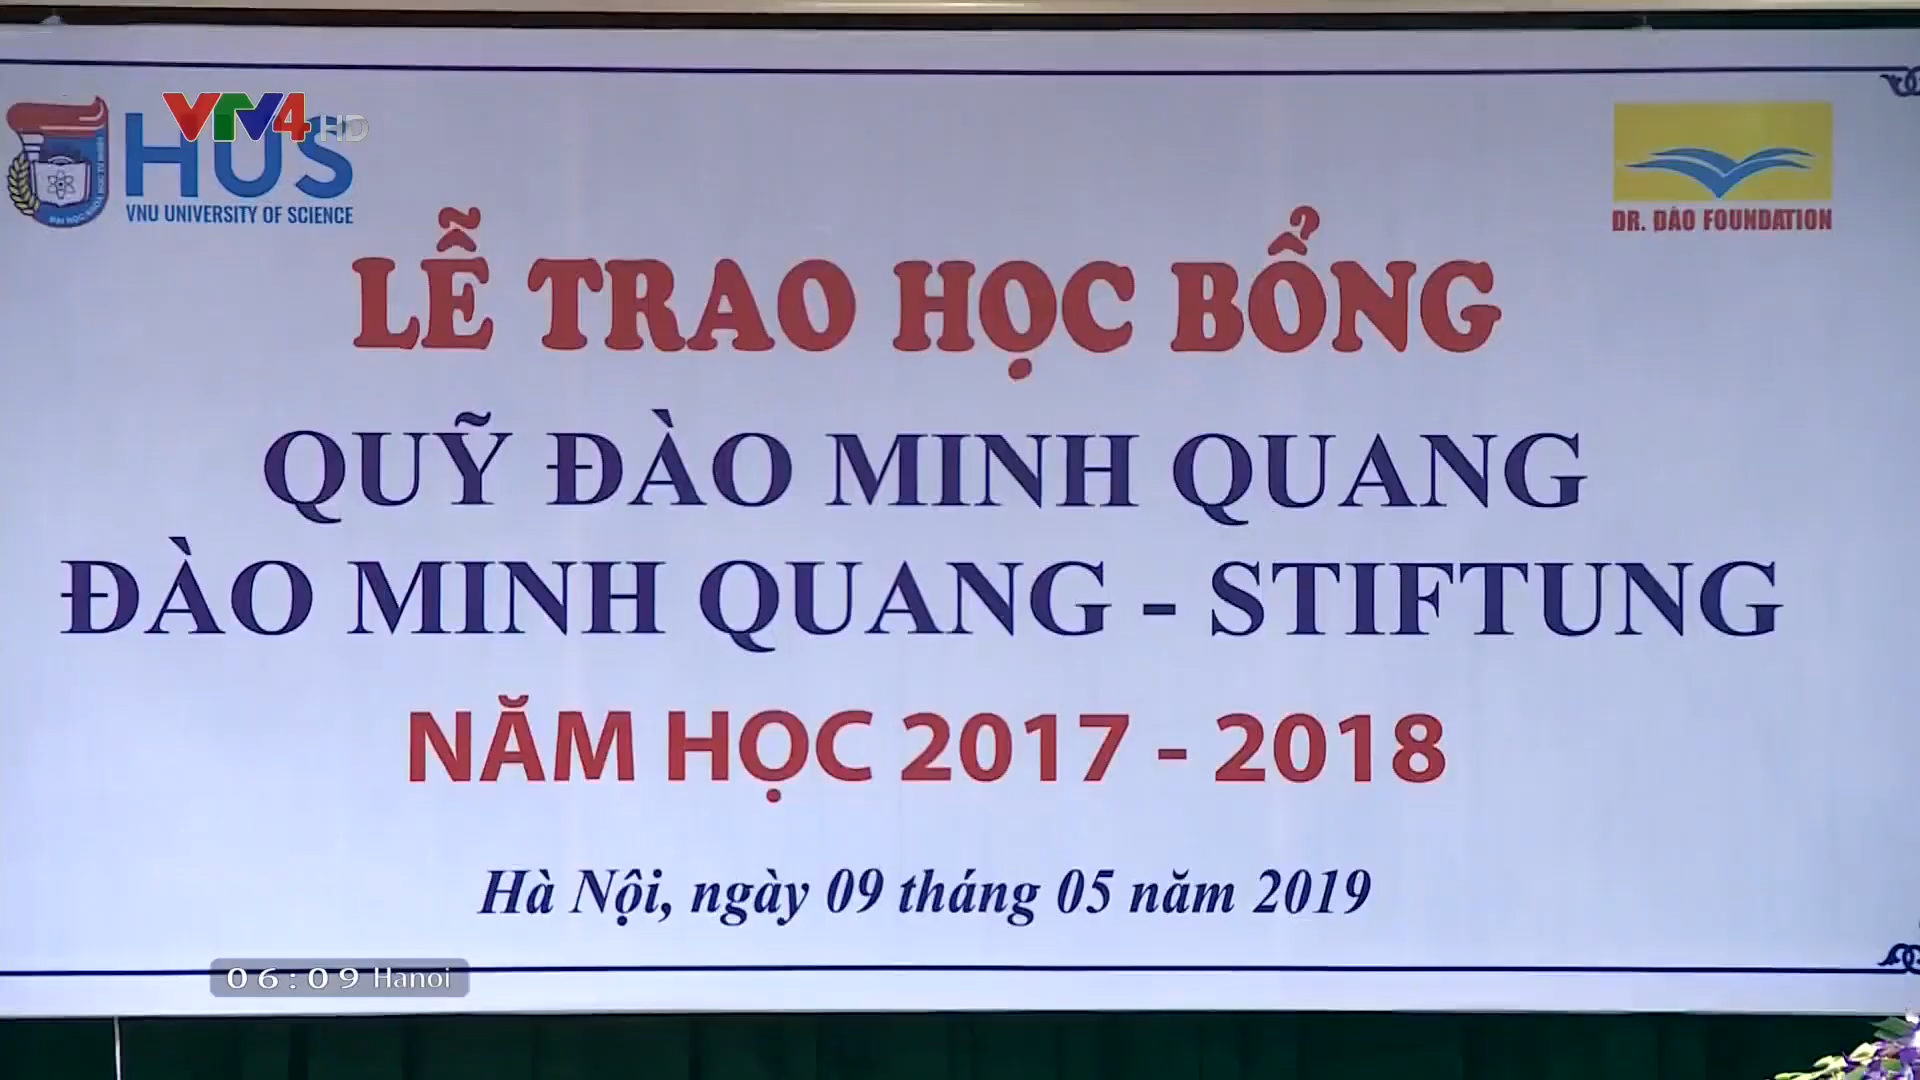 VTV4 HD
HUS
VNU UNIVERSITY OF SCIENCE
DR. ĐÀO FOUNDATION
LỄ TRAO HỌC BỔNG
QUỸ ĐÀO MINH QUANG
ĐÀO MINH QUANG - STIFTUNG
NĂM HỌC 2017 - 2018
Hà Nội, ngày 09 tháng 05 năm 2019
06:09 Hanoi